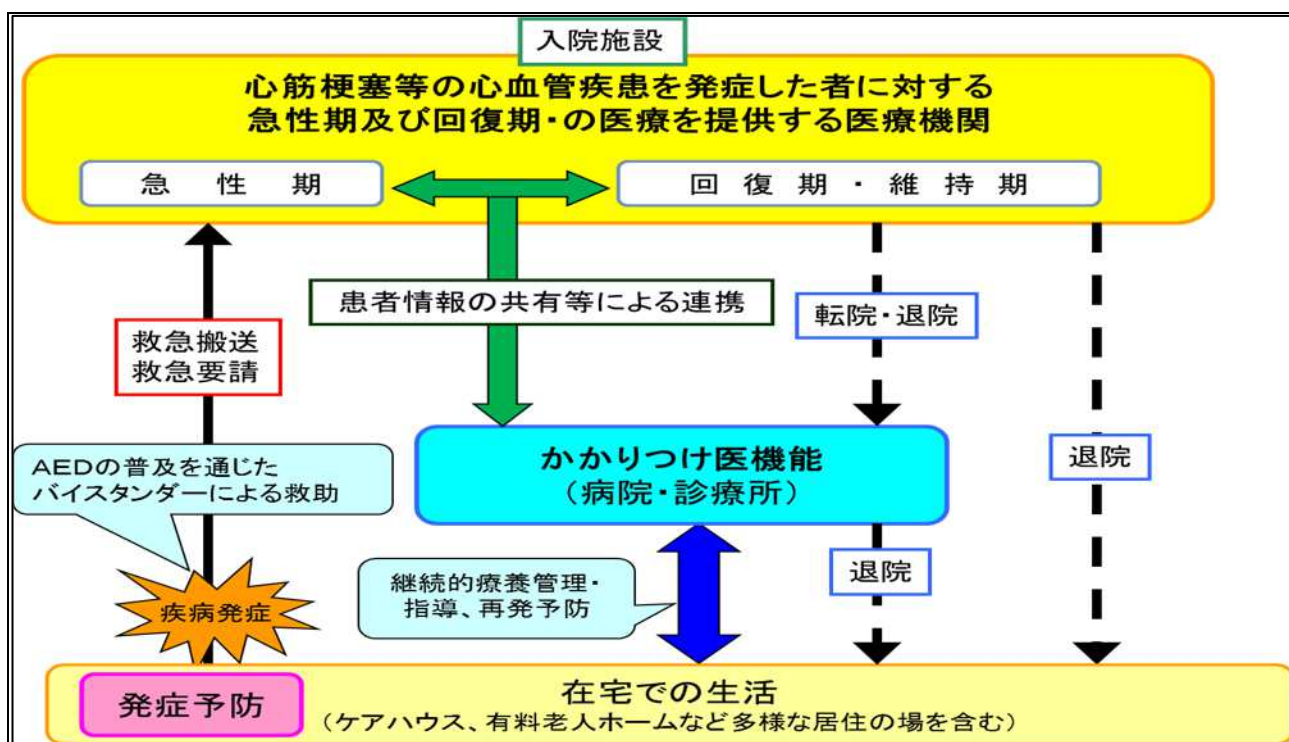 入院施設
心筋梗塞等の心血管疾患を発症した者に対する
急性期及び回復期・の医療を提供する医療機関
急性期
回復期・維持期
患者情報の共有等による連携
転院・退院
救急搬送
救急要請
退院
AEDの普及を通じた
バイスタンダーによる救助
かかりつけ医機能
（病院・診療所）
継続的療養管理・
指導、再発予防
退院
疾病発症
発症予防
在宅での生活
（ケアハウス、有料老人ホームなど多様な居住の場を含む）